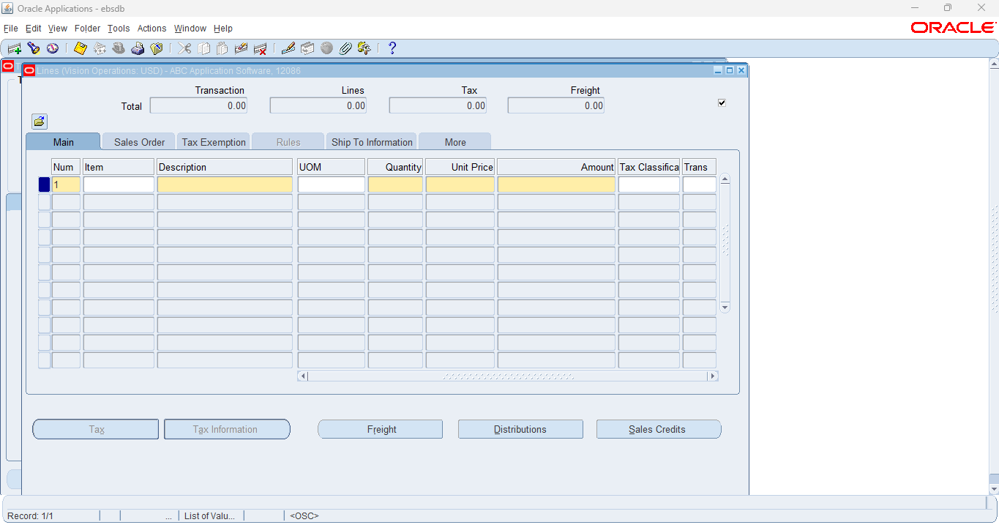 Oracle Applications - ebsdb
File Edit View Folder Tools Actions Window Help
ORACLE
Lines (Vision Operations: USD) - ABC Application Software, 12086
Transaction Lines Tax Freight
Total 0.00 0.00 0.00 0.00
Main Sales Order Tax Exemption Rules Ship To Information More
Num Item Description UOM Quantity Unit Price Amount Tax Classifica Trans
1
Tax Tax Information Freight Distributions Sales Credits
Record: 1/1 ... List of Valu... <OSC>